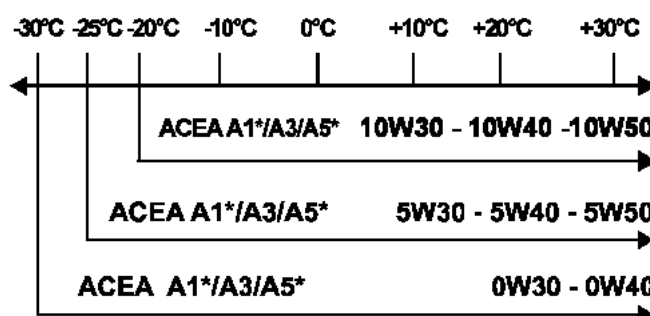 -30°C -25°C -20°C -10°C 0°C +10°C +20°C +30°C
ACEA A1*/A3/A5* 10W30 - 10W40 -10W50
ACEA A1*/A3/A5* 5W30 - 5W40 - 5W50
ACEA A1*/A3/A5* 0W30 - 0W40